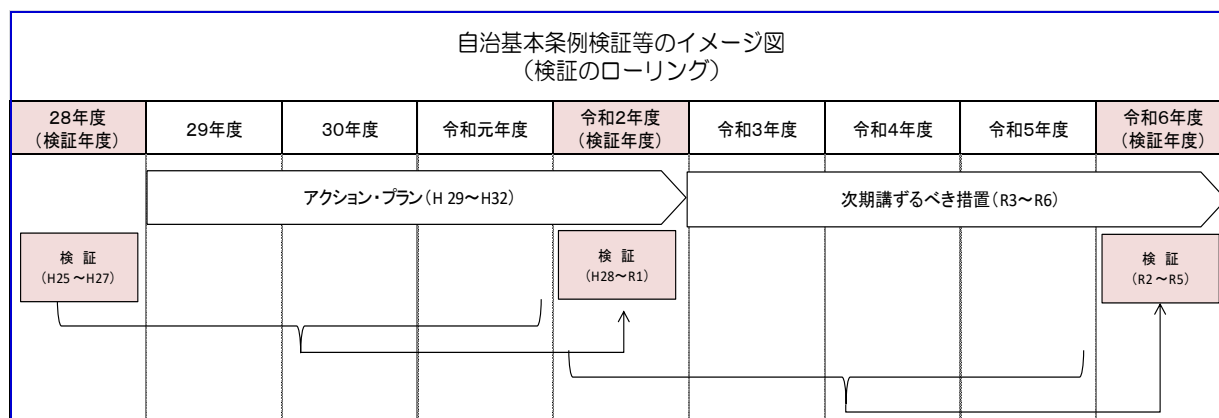 自治基本条例検証等のイメージ図
（検証のローリング）
28年度
（検証年度）
29年度
30年度
令和元年度
令和2年度
（検証年度）
令和3年度
令和4年度
令和5年度
令和6年度
（検証年度）
アクション・プラン（H 29～H32）
次期講ずるべき措置（R3～R6）
検 証
（H25～H27）
検 証
（H28～R1）
検 証
（R2～R5）